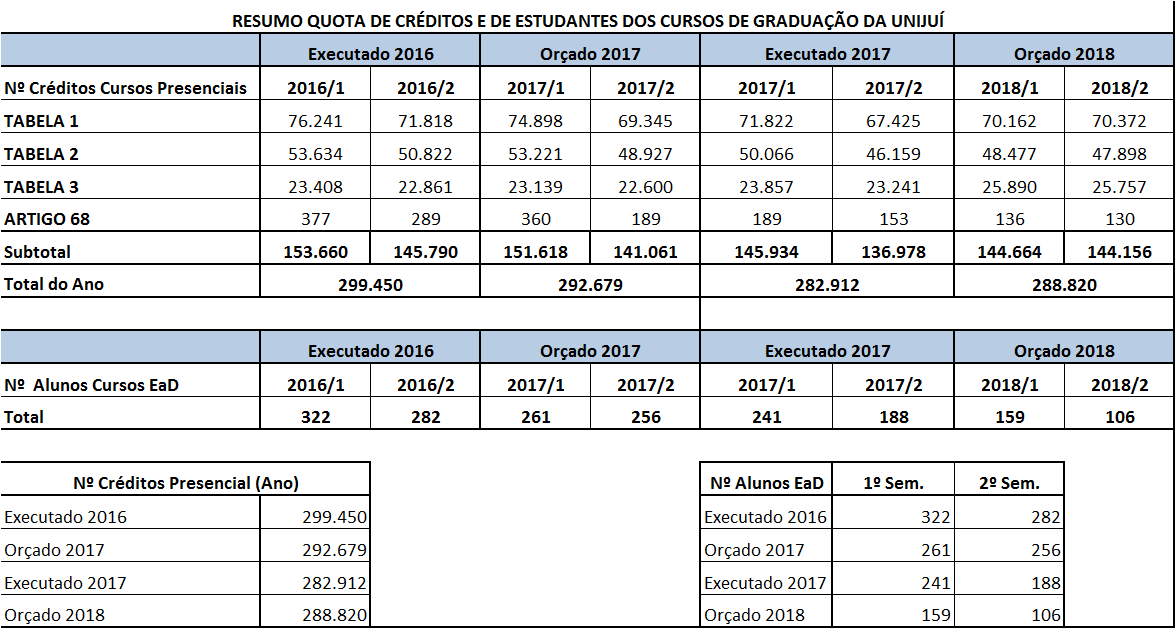 RESUMO QUOTA DE CRÉDITOS E DE ESTUDANTES DOS CURSOS DE GRADUAÇÃO DA UNIJUÍ
Executado 2016 Orçado 2017 Executado 2017 Orçado 2018
Nº Créditos Cursos Presenciais 2016/1 2016/2 2017/1 2017/2 2017/1 2017/2 2018/1 2018/2
TABELA 1 76.241 71.818 74.898 69.345 71.822 67.425 70.162 70.372
TABELA 2 53.634 50.822 53.221 48.927 50.066 46.159 48.477 47.898
TABELA 3 23.408 22.861 23.139 22.600 23.857 23.241 25.890 25.757
ARTIGO 68 377 289 360 189 189 153 136 130
Subtotal 153.660 145.790 151.618 141.061 145.934 136.978 144.664 144.156
Total do Ano 299.450 292.679 282.912 288.820
Executado 2016 Orçado 2017 Executado 2017 Orçado 2018
Nº Alunos Cursos EaD 2016/1 2016/2 2017/1 2017/2 2017/1 2017/2 2018/1 2018/2
Total 322 282 261 256 241 188 159 106
Nº Créditos Presencial (Ano) Nº Alunos EaD 1º Sem. 2º Sem.
Executado 2016 299.450 Executado 2016 322 282
Orçado 2017 292.679 Orçado 2017 261 256
Executado 2017 282.912 Executado 2017 241 188
Orçado 2018 288.820 Orçado 2018 159 106